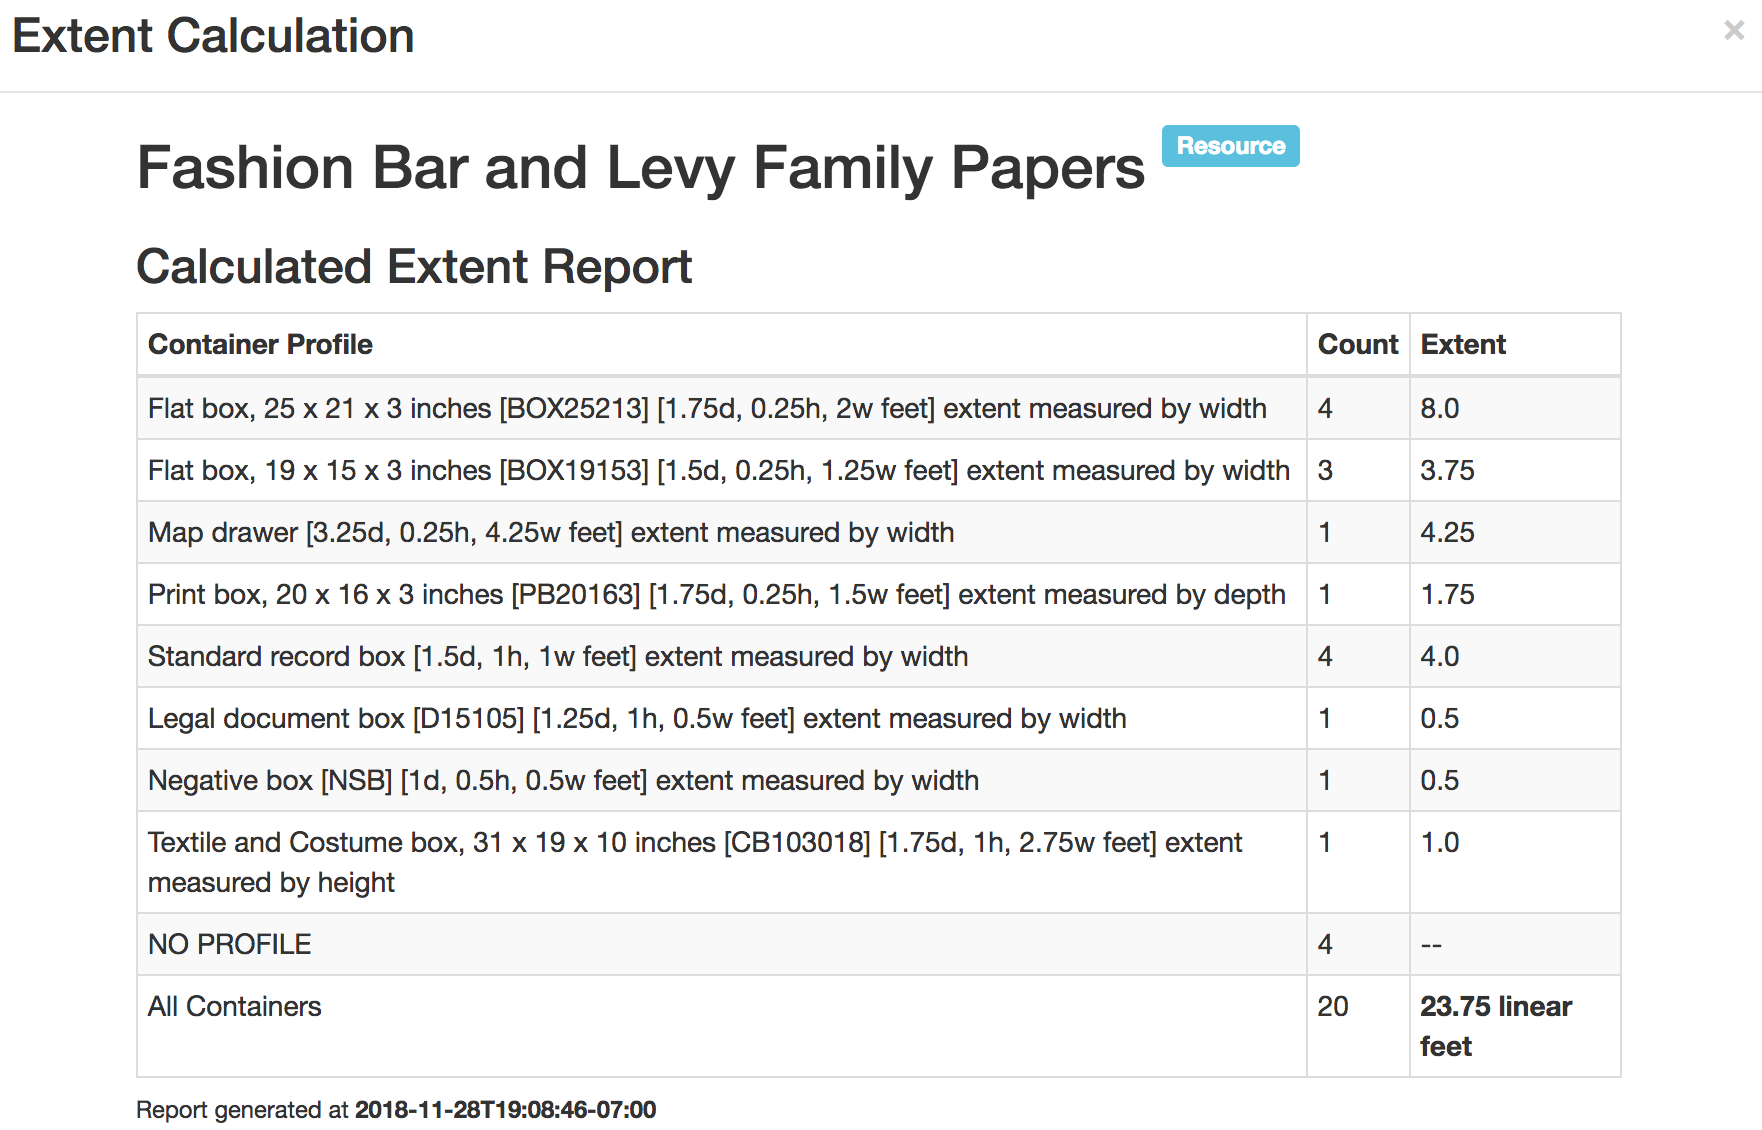 Extent Calculation ×
Fashion Bar and Levy Family Papers Resource
Calculated Extent Report
Container Profile Count Extent
Flat box, 25 x 21 x 3 inches [BOX25213] [1.75d, 0.25h, 2w feet] extent measured by width 4 8.0
Flat box, 19 x 15 x 3 inches [BOX19153] [1.5d, 0.25h, 1.25w feet] extent measured by width 3 3.75
Map drawer [3.25d, 0.25h, 4.25w feet] extent measured by width 1 4.25
Print box, 20 x 16 x 3 inches [PB20163] [1.75d, 0.25h, 1.5w feet] extent measured by depth 1 1.75
Standard record box [1.5d, 1h, 1w feet] extent measured by width 4 4.0
Legal document box [D15105] [1.25d, 1h, 0.5w feet] extent measured by width 1 0.5
Negative box [NSB] [1d, 0.5h, 0.5w feet] extent measured by width 1 0.5
Textile and Costume box, 31 x 19 x 10 inches [CB103018] [1.75d, 1h, 2.75w feet] extent 1 1.0
measured by height
NO PROFILE 4 --
All Containers 20 23.75 linear
feet
Report generated at 2018-11-28T19:08:46-07:00